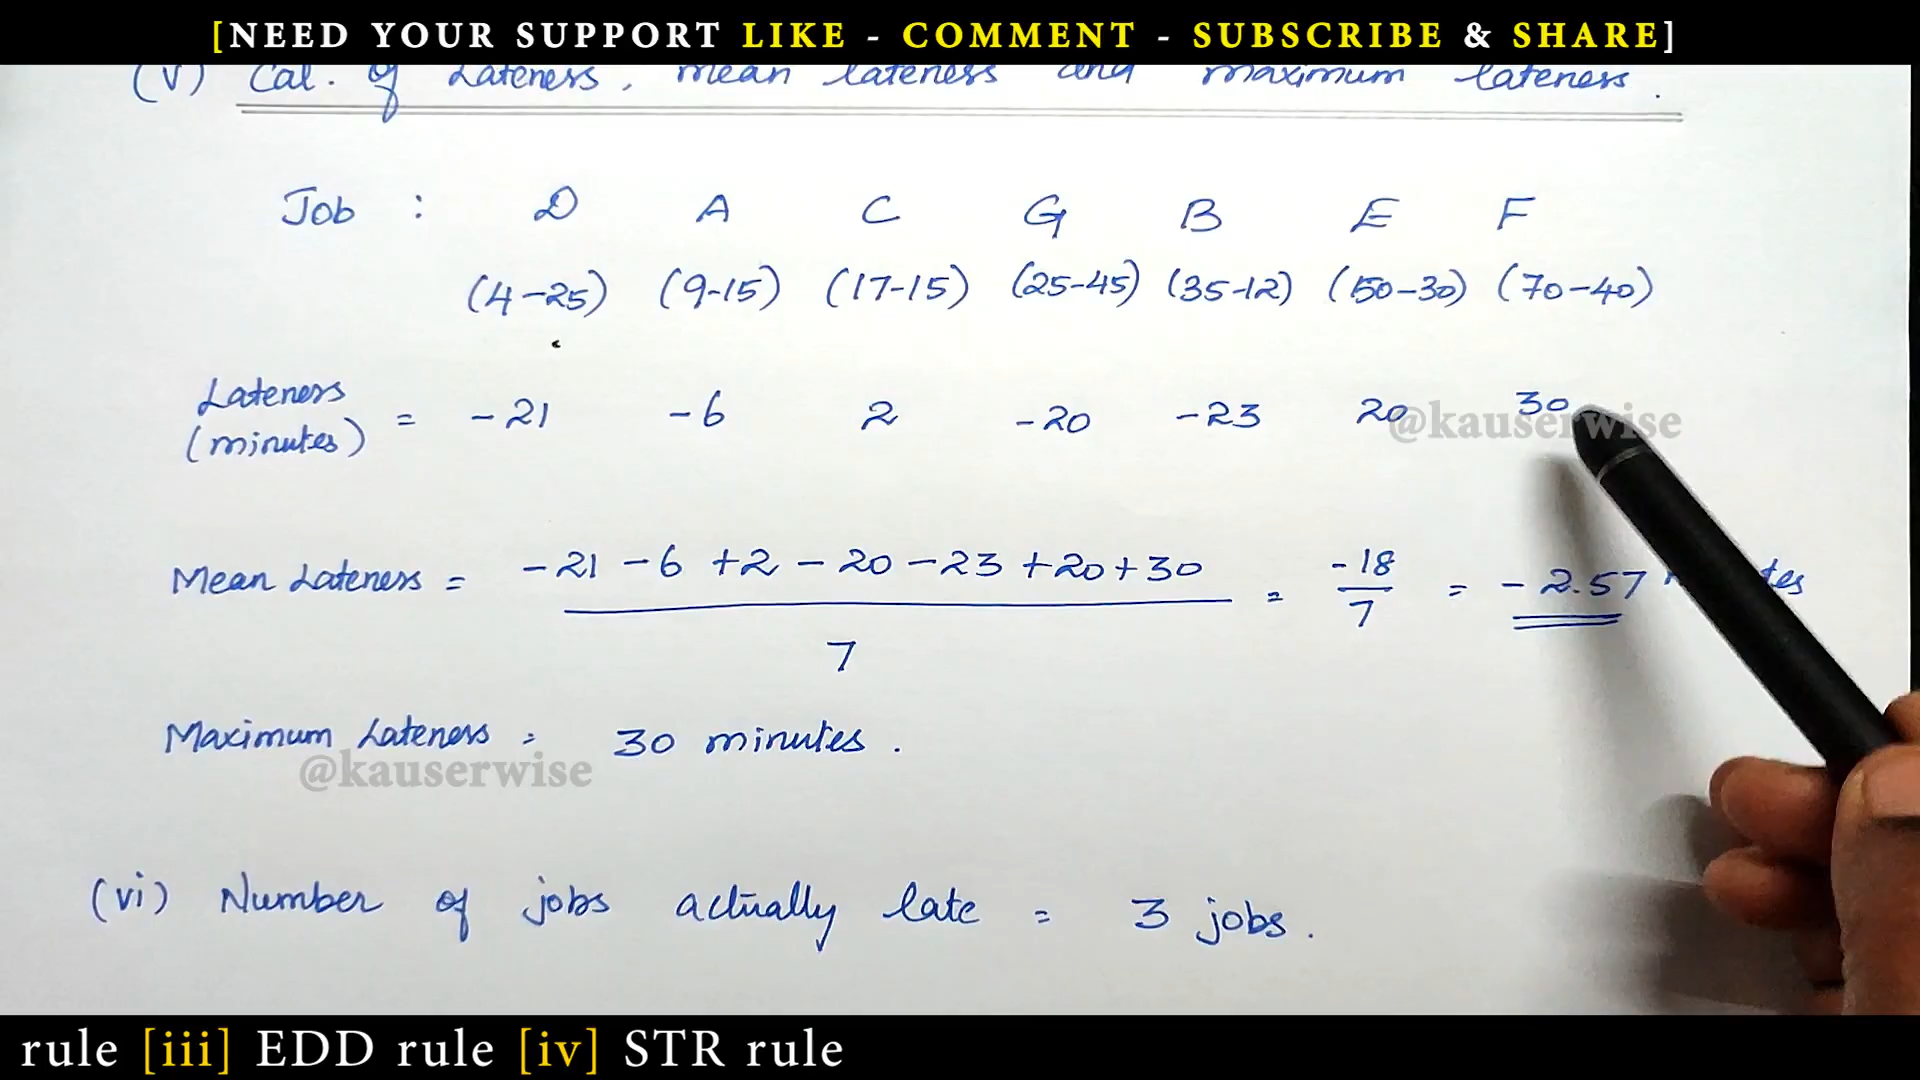 [NEED YOUR SUPPORT LIKE - COMMENT - SUBSCRIBE & SHARE]
(v) Cal. of Lateness, mean lateness and maximum lateness.
Job : D A C G B E F
(4-25) (9-15) (17-15) (25-45) (35-12) (50-30) (70-40)
Lateness (minutes) = -21 -6 2 -20 -23 20 30
@kauserwise
-21 -6 +2 -20 -23 +20 +30
Mean Lateness = = -18/7 = -2.57
7
Maximum Lateness = 30 minutes.
@kauserwise
(vi) Number of jobs actually late = 3 jobs.
rule [iii] EDD rule [iv] STR rule